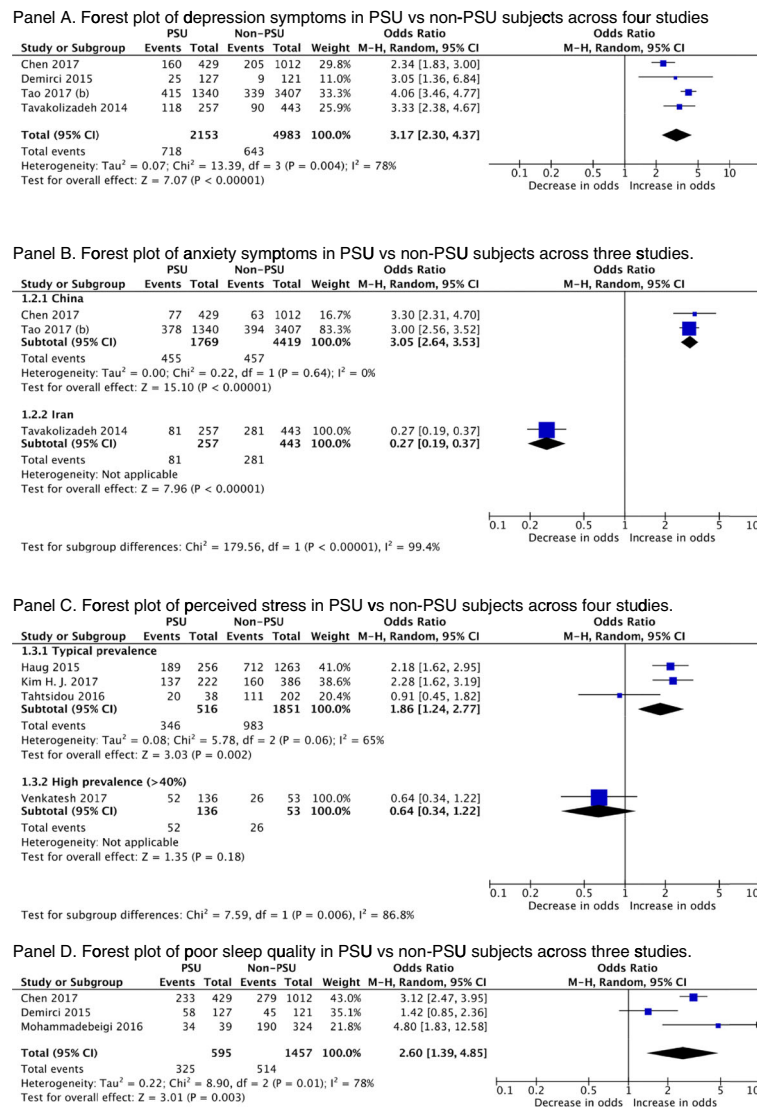 Panel A. Forest plot of depression symptoms in PSU vs non-PSU subjects across four studies
PSU Non-PSU Odds Ratio Odds Ratio
Study or Subgroup Events Total Events Total Weight M-H, Random, 95% CI M-H, Random, 95% CI
Chen 2017 160 429 205 1012 29.8% 2.34 [1.83, 3.00]
Demirci 2015 25 127 9 121 11.0% 3.05 [1.36, 6.84]
Tao 2017 (b) 415 1340 339 3407 33.3% 4.06 [3.46, 4.77]
Tavakolizadeh 2014 118 257 90 443 25.9% 3.33 [2.38, 4.67]
Total (95% CI) 2153 4983 100.0% 3.17 [2.30, 4.37]
Total events 718 643
Heterogeneity: Tau² = 0.07; Chi² = 13.39, df = 3 (P = 0.004); I² = 78%
Test for overall effect: Z = 7.07 (P < 0.00001)
0.1 0.2 0.5 1 2 5 10
Decrease in odds Increase in odds
Panel B. Forest plot of anxiety symptoms in PSU vs non-PSU subjects across three studies.
PSU Non-PSU Odds Ratio Odds Ratio
Study or Subgroup Events Total Events Total Weight M-H, Random, 95% CI M-H, Random, 95% CI
1.2.1 China
Chen 2017 77 429 63 1012 16.7% 3.30 [2.31, 4.70]
Tao 2017 (b) 378 1340 394 3407 83.3% 3.00 [2.56, 3.52]
Subtotal (95% CI) 1769 4419 100.0% 3.05 [2.64, 3.53]
Total events 455 457
Heterogeneity: Tau² = 0.00; Chi² = 0.22, df = 1 (P = 0.64); I² = 0%
Test for overall effect: Z = 15.10 (P < 0.00001)
1.2.2 Iran
Tavakolizadeh 2014 81 257 281 443 100.0% 0.27 [0.19, 0.37]
Subtotal (95% CI) 257 443 100.0% 0.27 [0.19, 0.37]
Total events 81 281
Heterogeneity: Not applicable
Test for overall effect: Z = 7.96 (P < 0.00001)
0.1 0.2 0.5 1 2 5 10
Decrease in odds Increase in odds
Test for subgroup differences: Chi² = 179.56, df = 1 (P < 0.00001), I² = 99.4%
Panel C. Forest plot of perceived stress in PSU vs non-PSU subjects across four studies.
PSU Non-PSU Odds Ratio Odds Ratio
Study or Subgroup Events Total Events Total Weight M-H, Random, 95% CI M-H, Random, 95% CI
1.3.1 Typical prevalence
Haug 2015 189 256 712 1263 41.0% 2.18 [1.62, 2.95]
Kim H. J. 2017 137 222 160 386 38.6% 2.28 [1.62, 3.19]
Tahtsidou 2016 20 38 111 202 20.4% 0.91 [0.45, 1.82]
Subtotal (95% CI) 516 1851 100.0% 1.86 [1.24, 2.77]
Total events 346 983
Heterogeneity: Tau² = 0.08; Chi² = 5.78, df = 2 (P = 0.06); I² = 65%
Test for overall effect: Z = 3.03 (P = 0.002)
1.3.2 High prevalence (>40%)
Venkatesh 2017 52 136 26 53 100.0% 0.64 [0.34, 1.22]
Subtotal (95% CI) 136 53 100.0% 0.64 [0.34, 1.22]
Total events 52 26
Heterogeneity: Not applicable
Test for overall effect: Z = 1.35 (P = 0.18)
0.1 0.2 0.5 1 2 5 10
Decrease in odds Increase in odds
Test for subgroup differences: Chi² = 7.59, df = 1 (P = 0.006), I² = 86.8%
Panel D. Forest plot of poor sleep quality in PSU vs non-PSU subjects across three studies.
PSU Non-PSU Odds Ratio Odds Ratio
Study or Subgroup Events Total Events Total Weight M-H, Random, 95% CI M-H, Random, 95% CI
Chen 2017 233 429 279 1012 43.0% 3.12 [2.47, 3.95]
Demirci 2015 58 127 45 121 35.1% 1.42 [0.85, 2.36]
Mohammadebeigi 2016 34 39 190 324 21.8% 4.80 [1.83, 12.58]
Total (95% CI) 595 1457 100.0% 2.60 [1.39, 4.85]
Total events 325 514
Heterogeneity: Tau² = 0.22; Chi² = 8.90, df = 2 (P = 0.01); I² = 78%
Test for overall effect: Z = 3.01 (P = 0.003)
0.1 0.2 0.5 1 2 5 10
Decrease in odds Increase in odds